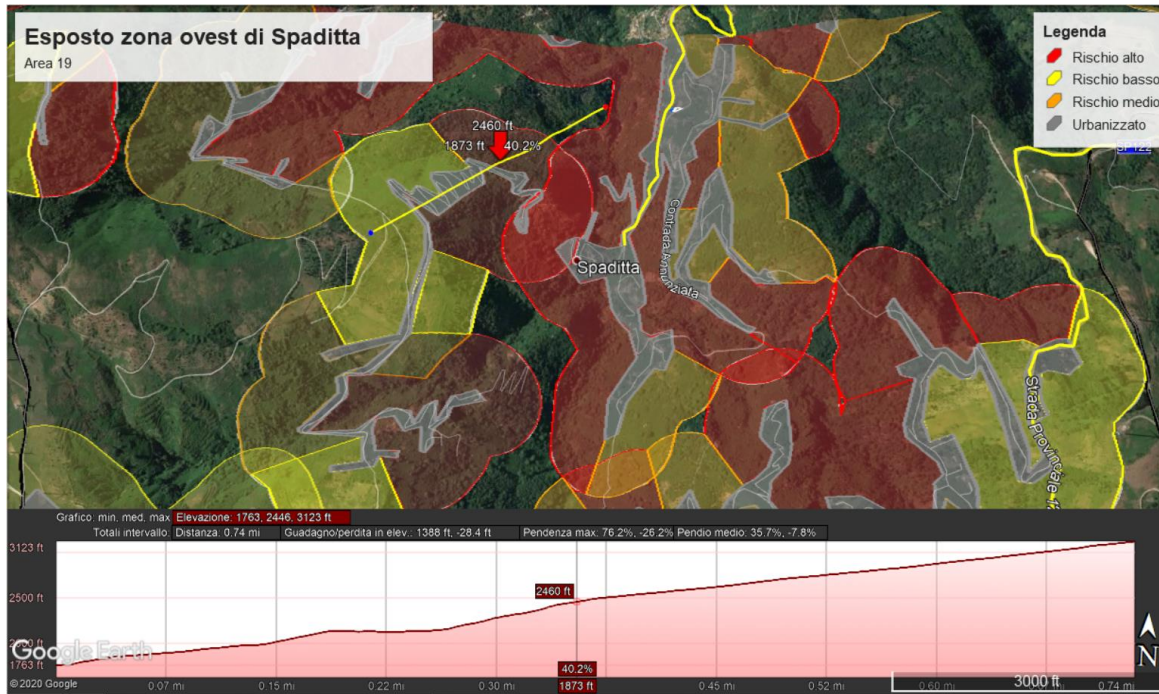 Esposto zona ovest di Spaditta
Area 19
Legenda
Rischio alto
Rischio basso
Rischio medio
Urbanizzato
2460 ft
1873 ft 40.2%
Spaditta
Contrada Annunziata
Strada Provinciale
Grafico: min. med. max Elevazione: 1763, 2446, 3123 ft
Totali intervallo: Distanza: 0.74 mi Guadagno/perdita in elev.: 1388 ft, -28.4 ft Pendenza max: 76.2%, -26.2% Pendio medio: 35.7%, -7.8%
3123 ft
2500 ft
2460 ft
1763 ft
Google Earth
©2020 Google
0.07 mi 0.15 mi 0.22 mi 0.30 mi
40.2%
1873 ft
0.45 mi 0.52 mi 0.60 mi 0.74 mi
3000 ft
N